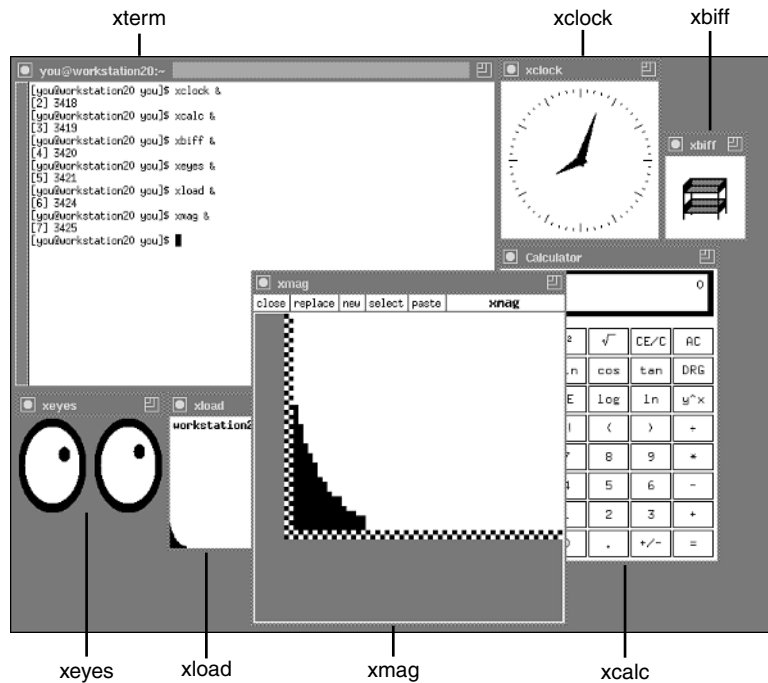 xterm
xclock
xbiff
you@workstation20:~
[you@workstation20 you]$ xclock &
[2] 3418
[you@workstation20 you]$ xcalc &
[3] 3419
[you@workstation20 you]$ xbiff &
[4] 3420
[you@workstation20 you]$ xeyes &
[5] 3421
[you@workstation20 you]$ xload &
[6] 3424
[you@workstation20 you]$ xmag &
[7] 3425
[you@workstation20 you]$
xclock
xbiff
Calculator
0
√ CE/C AC
cos tan DRG
log ln y^x
( ) ÷
8 9 *
5 6 -
2 3 +
. +/- =
xmag
close replace new select paste xmag
xeyes
xload
xeyes
xload
xmag
xcalc